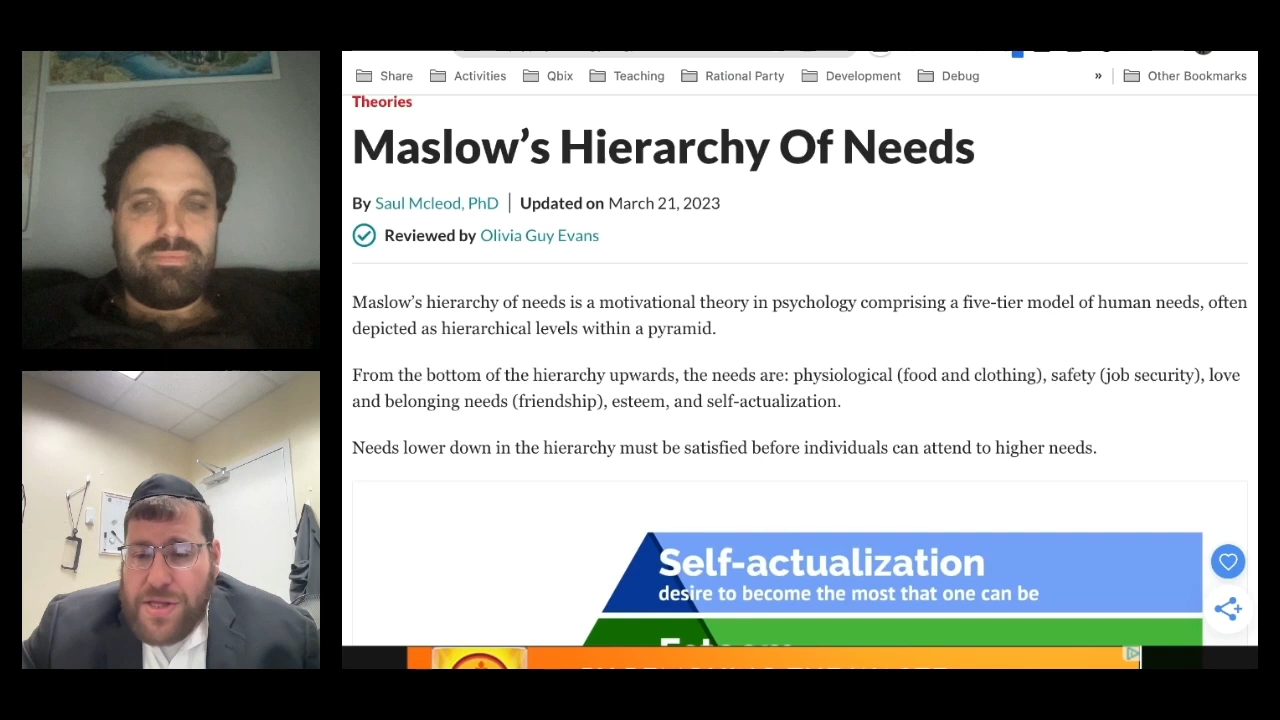 Share Activities Qbix Teaching Rational Party Development Debug » Other Bookmarks
Theories
Maslow’s Hierarchy Of Needs
By Saul Mcleod, PhD | Updated on March 21, 2023
Reviewed by Olivia Guy Evans
Maslow’s hierarchy of needs is a motivational theory in psychology comprising a five-tier model of human needs, often
depicted as hierarchical levels within a pyramid.
From the bottom of the hierarchy upwards, the needs are: physiological (food and clothing), safety (job security), love
and belonging needs (friendship), esteem, and self-actualization.
Needs lower down in the hierarchy must be satisfied before individuals can attend to higher needs.
Self-actualization
desire to become the most that one can be
Esteem